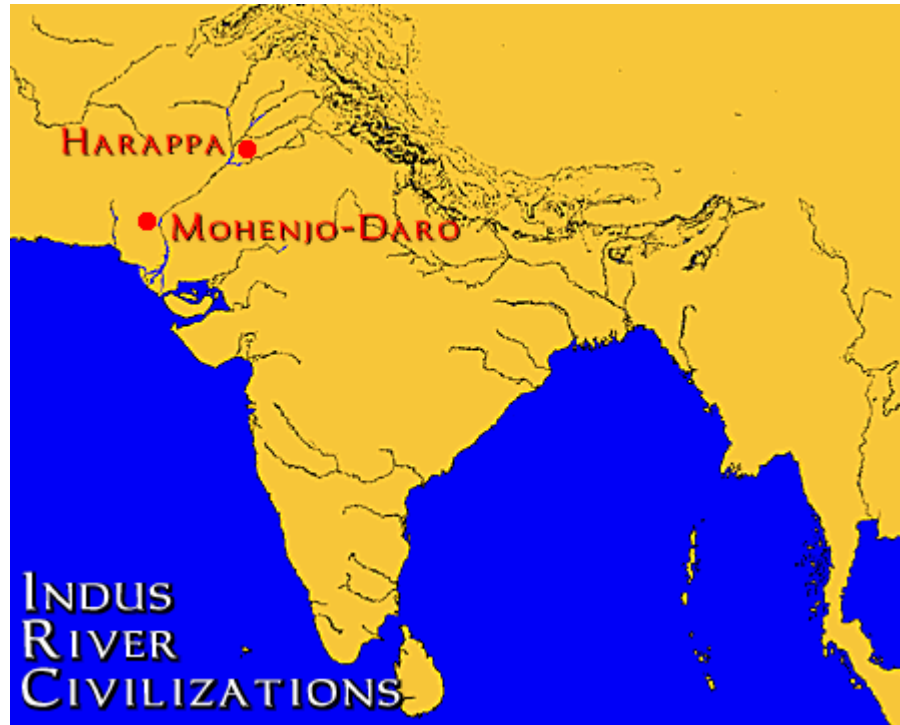 HARAPPA
MOHENJO-DARO
INDUS
RIVER
CIVILIZATIONS